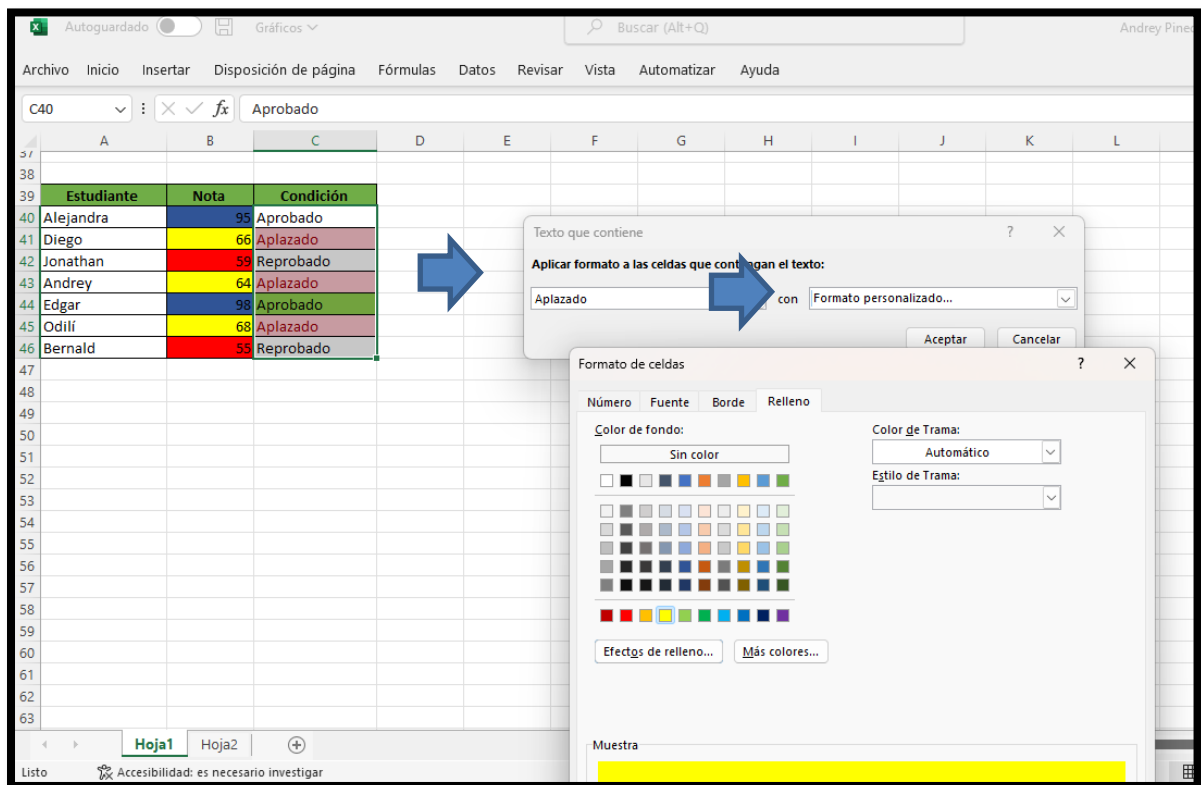 Autoguardado Gráficos Buscar (Alt+Q) Andrey Pined
Archivo Inicio Insertar Disposición de página Fórmulas Datos Revisar Vista Automatizar Ayuda
C40 fx Aprobado
A B C D E F G H I J K L
37
38
39 Estudiante Nota Condición
40 Alejandra 95 Aprobado
41 Diego 66 Aplazado
42 Jonathan 59 Reprobado
43 Andrey 64 Aplazado
44 Edgar 98 Aprobado
45 Odilí 68 Aplazado
46 Bernald 55 Reprobado
47
48
49
50
51
52
53
54
55
56
57
58
59
60
61
62
63
Texto que contiene ?
Aplicar formato a las celdas que contengan el texto:
Aplazado con Formato personalizado...
Aceptar Cancelar
Formato de celdas ?
Número Fuente Borde Relleno
Color de fondo: Color de Trama:
Sin color Automático
Estilo de Trama:
Efectos de relleno... Más colores...
Muestra
Hoja1 Hoja2
Listo Accesibilidad: es necesario investigar